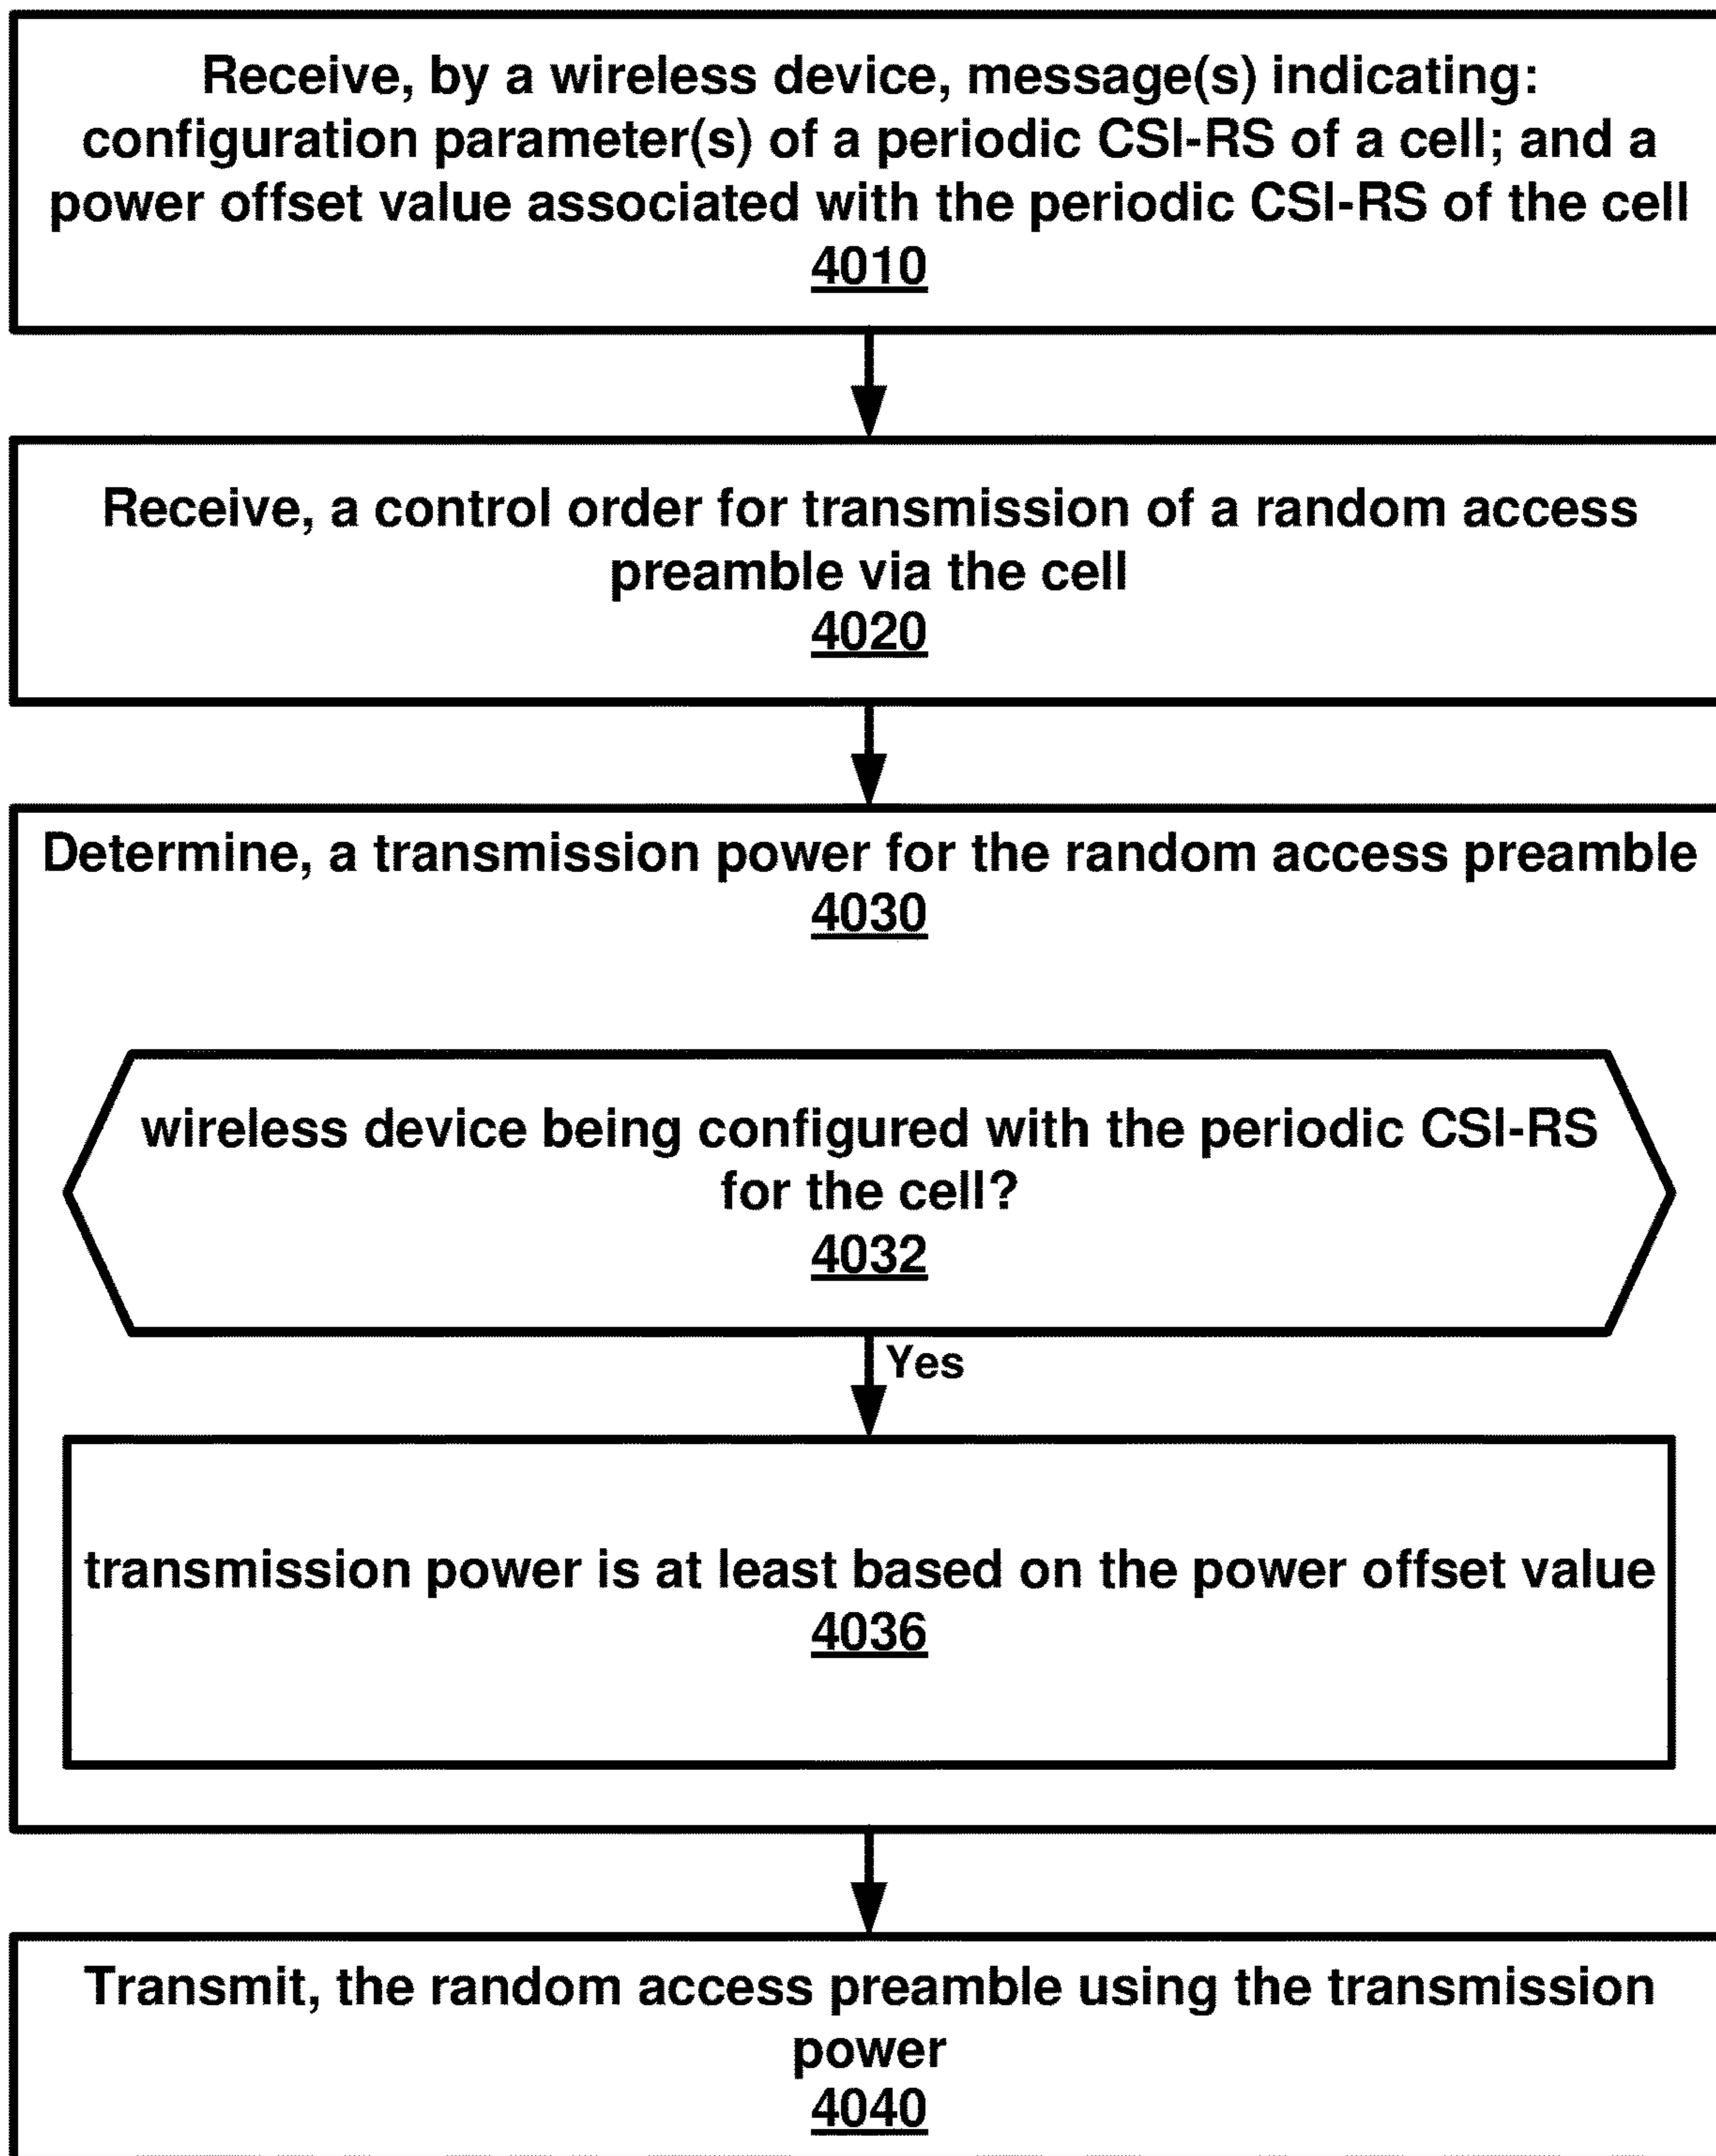 Receive, by a wireless device, message(s) indicating:
configuration parameter(s) of a periodic CSI-RS of a cell; and a
power offset value associated with the periodic CSI-RS of the cell
4010
Receive, a control order for transmission of a random access
preamble via the cell
4020
Determine, a transmission power for the random access preamble
4030
wireless device being configured with the periodic CSI-RS
for the cell?
4032
Yes
transmission power is at least based on the power offset value
4036
Transmit, the random access preamble using the transmission
power
4040